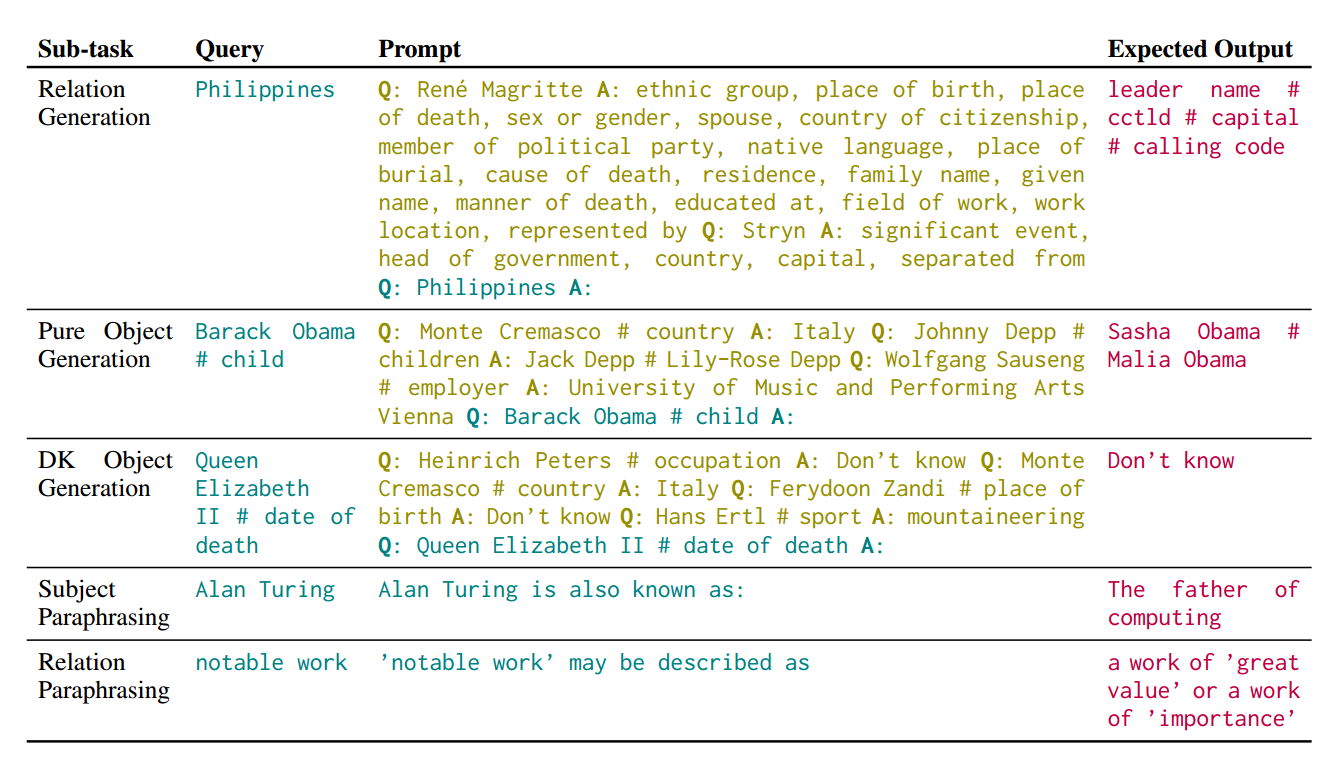 Sub-task Query Prompt Expected Output
Relation Generation
Philippines
Q: René Magritte A: ethnic group, place of birth, place
of death, sex or gender, spouse, country of citizenship,
member of political party, native language, place of
burial, cause of death, residence, family name, given
name, manner of death, educated at, field of work, work
location, represented by Q: Stryn A: significant event,
head of government, country, capital, separated from
Q: Philippines A:
leader name #
cctld # capital
# calling code
Pure Object
Generation
Barack Obama
# child
Q: Monte Cremasco # country A: Italy Q: Johnny Depp #
children A: Jack Depp # Lily-Rose Depp Q: Wolfgang Sauseng
# employer A: University of Music and Performing Arts
Vienna Q: Barack Obama # child A:
Sasha Obama #
Malia Obama
DK Object
Generation
Queen
Elizabeth
II # date of
death
Q: Heinrich Peters # occupation A: Don’t know Q: Monte
Cremasco # country A: Italy Q: Ferydoon Zandi # place of
birth A: Don’t know Q: Hans Ertl # sport A: mountaineering
Q: Queen Elizabeth II # date of death A:
Don’t know
Subject
Paraphrasing
Alan Turing
Alan Turing is also known as:
The father of
computing
Relation
Paraphrasing
notable work
’notable work’ may be described as
a work of ’great
value’ or a work
of ’importance’